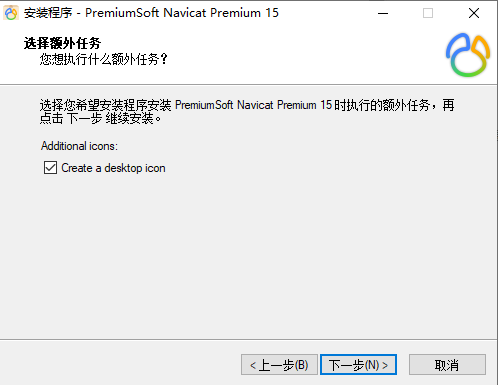 安装程序 - PremiumSoft Navicat Premium 15
选择额外任务
您想执行什么额外任务？
选择您希望安装程序安装 PremiumSoft Navicat Premium 15 时执行的额外任务，再
点击 下一步 继续安装。
Additional icons:
Create a desktop icon
< 上一步(B) 下一步(N) > 取消